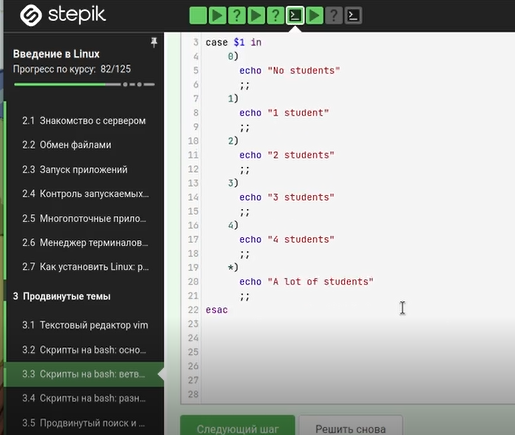 stepik
Введение в Linux
Прогресс по курсу: 82/125
2.1 Знакомство с сервером
2.2 Обмен файлами
2.3 Запуск приложений
2.4 Контроль запускаемых...
2.5 Многопоточные прило...
2.6 Менеджер терминалов...
2.7 Как установить Linux: р...
3 Продвинутые темы
3.1 Текстовый редактор vim
3.2 Скрипты на bash: осно...
3.3 Скрипты на bash: ветв...
3.4 Скрипты на bash: разн...
3.5 Продвинутый поиск и ...
3 case $1 in
4 0)
5 echo "No students"
6 ;;
7 1)
8 echo "1 student"
9 ;;
10 2)
11 echo "2 students"
12 ;;
13 3)
14 echo "3 students"
15 ;;
16 4)
17 echo "4 students"
18 ;;
19 *)
20 echo "A lot of students"
21 ;;
22 esac
23
24
25
26
27
28
Следующий шаг
Решить снова